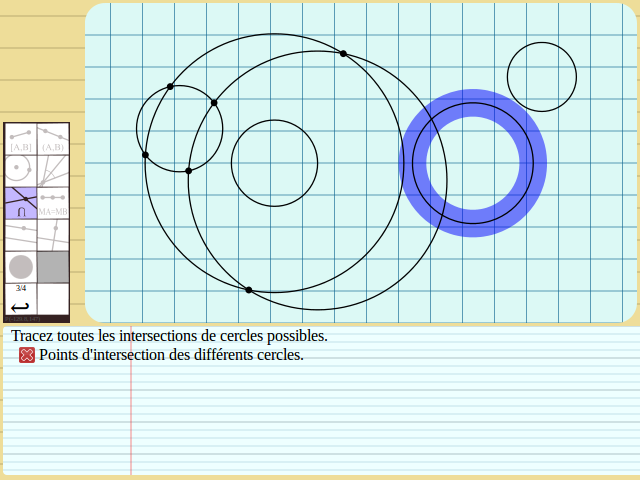 [A,B] (A,B)
∩ MA=MB
3/4
Tracez toutes les intersections de cercles possibles.
Points d'intersection des différents cercles.